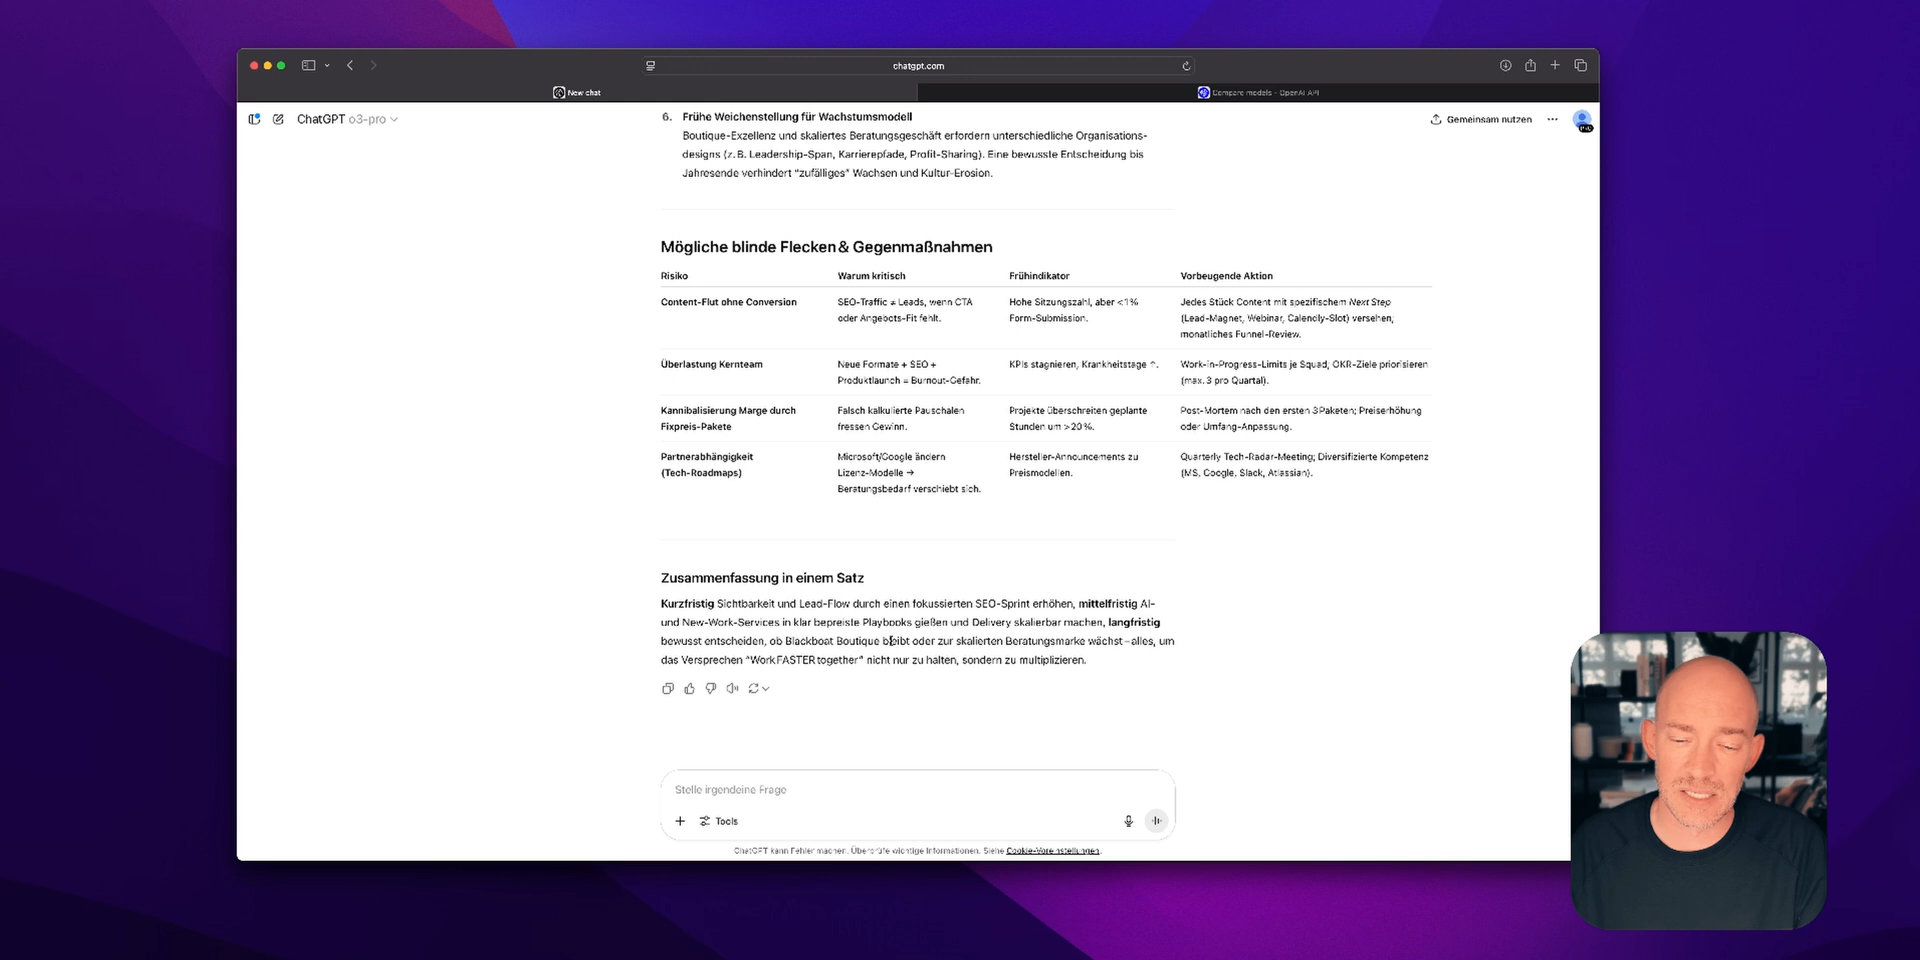 chatgpt.com
New chat
Compare models - OpenAI API
ChatGPT o3-pro
Gemeinsam nutzen
6. Frühe Weichenstellung für Wachstumsmodell
Boutique-Exzellenz und skaliertes Beratungsgeschäft erfordern unterschiedliche Organisations-
designs (z. B. Leadership-Span, Karrierepfade, Profit-Sharing). Eine bewusste Entscheidung bis
Jahresende verhindert "zufälliges" Wachsen und Kultur-Erosion.
Mögliche blinde Flecken & Gegenmaßnahmen
Risiko Warum kritisch Frühindikator Vorbeugende Aktion
Content-Flut ohne Conversion SEO-Traffic ≠ Leads, wenn CTA Hohe Sitzungszahl, aber <1 % Jedes Stück Content mit spezifischem Next Step
oder Angebots-Fit fehlt. Form-Submission. (Lead-Magnet, Webinar, Calendly-Slot) versehen;
monatliches Funnel-Review.
Überlastung Kernteam Neue Formate + SEO + KPIs stagnieren, Krankheitstage ↑. Work-in-Progress-Limits je Squad; OKR-Ziele priorisieren
Produktlaunch = Burnout-Gefahr. (max. 3 pro Quartal).
Kannibalisierung Marge durch Falsch kalkulierte Pauschalen Projekte überschreiten geplante Post-Mortem nach den ersten 3 Paketen; Preiserhöhung
Fixpreis-Pakete fressen Gewinn. Stunden um >20 %. oder Umfang-Anpassung.
Partnerabhängigkeit Microsoft/Google ändern Hersteller-Announcements zu Quarterly Tech-Radar-Meeting; Diversifizierte Kompetenz
(Tech-Roadmaps) Lizenz-Modelle → Preismodellen. (MS, Google, Slack, Atlassian).
Beratungsbedarf verschiebt sich.
Zusammenfassung in einem Satz
Kurzfristig Sichtbarkeit und Lead-Flow durch einen fokussierten SEO-Sprint erhöhen, mittelfristig AI-
und New-Work-Services in klar bepreiste Playbooks gießen und Delivery skalierbar machen, langfristig
bewusst entscheiden, ob Blackboat Boutique bleibt oder zur skalierten Beratungsmarke wächst – alles, um
das Versprechen "Work FASTER together" nicht nur zu halten, sondern zu multiplizieren.
Stelle irgendeine Frage
Tools
ChatGPT kann Fehler machen. Überprüfe wichtige Informationen. Siehe Cookie-Voreinstellungen.